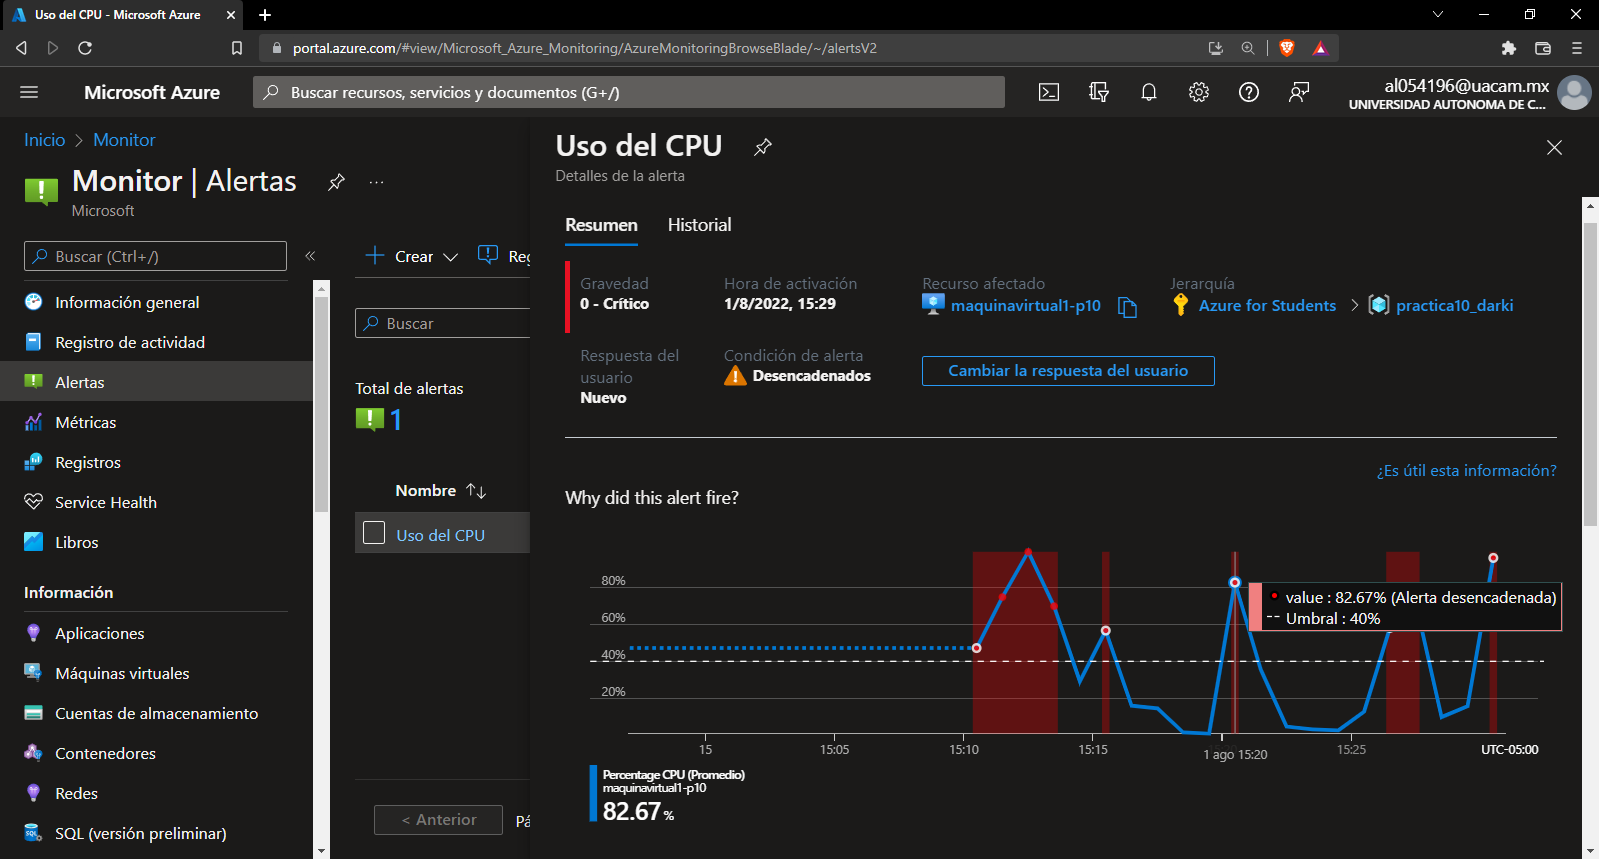 Uso del CPU - Microsoft Azure
portal.azure.com/#view/Microsoft_Azure_Monitoring/AzureMonitoringBrowseBlade/~/alertsV2
Microsoft Azure
Buscar recursos, servicios y documentos (G+/)
al054196@uacam.mx
UNIVERSIDAD AUTONOMA DE C...
Inicio > Monitor
Monitor | Alertas
...
Microsoft
Buscar (Ctrl+/)
«
Información general
Registro de actividad
Alertas
Métricas
Registros
Service Health
Libros
Información
Aplicaciones
Máquinas virtuales
Cuentas de almacenamiento
Contenedores
Redes
SQL (versión preliminar)
Crear
Reg
Buscar
Total de alertas
1
Nombre
Uso del CPU
< Anterior
Pá
Uso del CPU
Detalles de la alerta
Resumen
Historial
Gravedad
0 - Crítico
Hora de activación
1/8/2022, 15:29
Recurso afectado
maquinavirtual1-p10
Jerarquía
Azure for Students > practica10_darki
Respuesta del
usuario
Nuevo
Condición de alerta
Desencadenados
Cambiar la respuesta del usuario
¿Es útil esta información?
Why did this alert fire?
80%
60%
40%
20%
value : 82.67% (Alerta desencadenada)
Umbral : 40%
15
15:05
15:10
15:15
1 ago 15:20
15:25
UTC-05:00
Percentage CPU (Promedio)
maquinavirtual1-p10
82.67 %